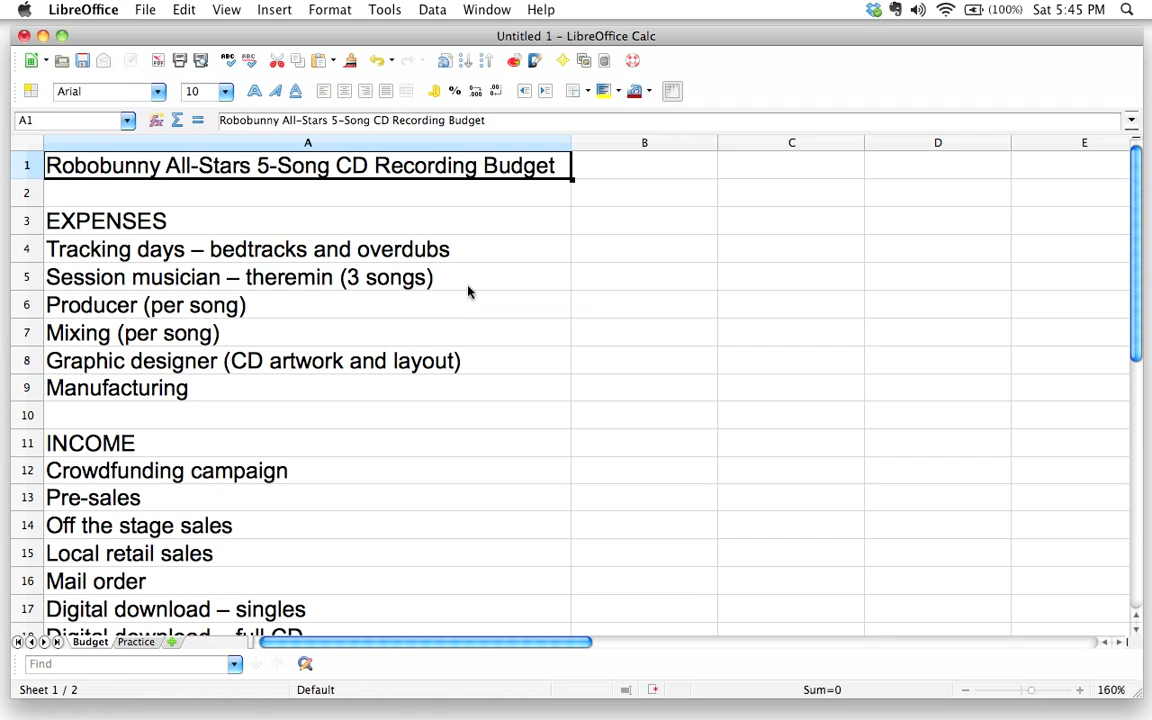 LibreOffice File Edit View Insert Format Tools Data Window Help (100%) Sat 5:45 PM
Untitled 1 - LibreOffice Calc
Arial 10
A1 Robobunny All-Stars 5-Song CD Recording Budget
A B C D E
1 Robobunny All-Stars 5-Song CD Recording Budget
2
3 EXPENSES
4 Tracking days – bedtracks and overdubs
5 Session musician – theremin (3 songs)
6 Producer (per song)
7 Mixing (per song)
8 Graphic designer (CD artwork and layout)
9 Manufacturing
10
11 INCOME
12 Crowdfunding campaign
13 Pre-sales
14 Off the stage sales
15 Local retail sales
16 Mail order
17 Digital download – singles
18 Digital download – full CD
Budget Practice
Find
Sheet 1 / 2 Default Sum=0 160%